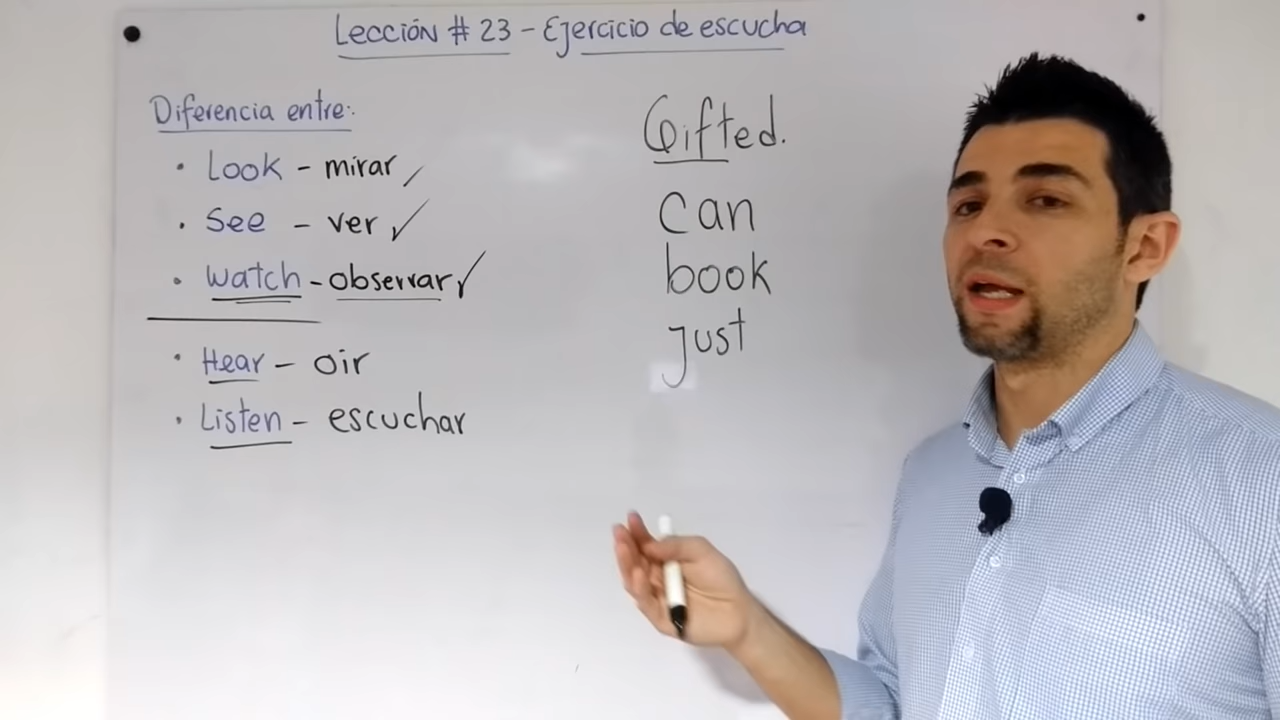 Lección # 23 - Ejercicio de escucha
Diferencia entre:
• Look - mirar ✓
• See - ver ✓
• Watch - observar ✓
• Hear - oir
• Listen - escuchar
Gifted.
can
book
just